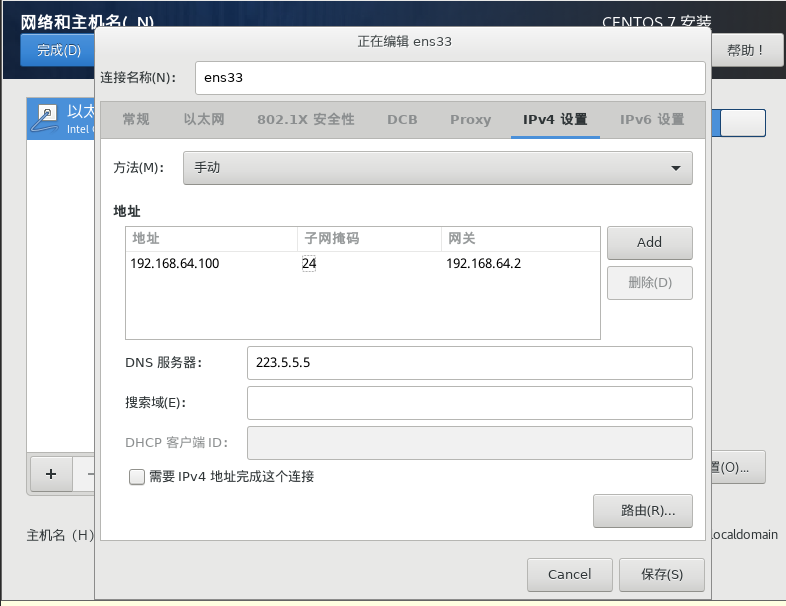 网络和主机名(_N)
CENTOS 7 安装
完成(D)
帮助！
正在编辑 ens33
连接名称(N)： ens33
常规 以太网 802.1X 安全性 DCB Proxy IPv4 设置 IPv6 设置
以太
Intel
方法(M)： 手动
地址
地址 子网掩码 网关
192.168.64.100 24 192.168.64.2
Add
删除(D)
DNS 服务器： 223.5.5.5
搜索域(E)：
DHCP 客户端 ID：
需要 IPv4 地址完成这个连接
+ −
置(O)...
路由(R)...
主机名（H）
localdomain
Cancel 保存(S)